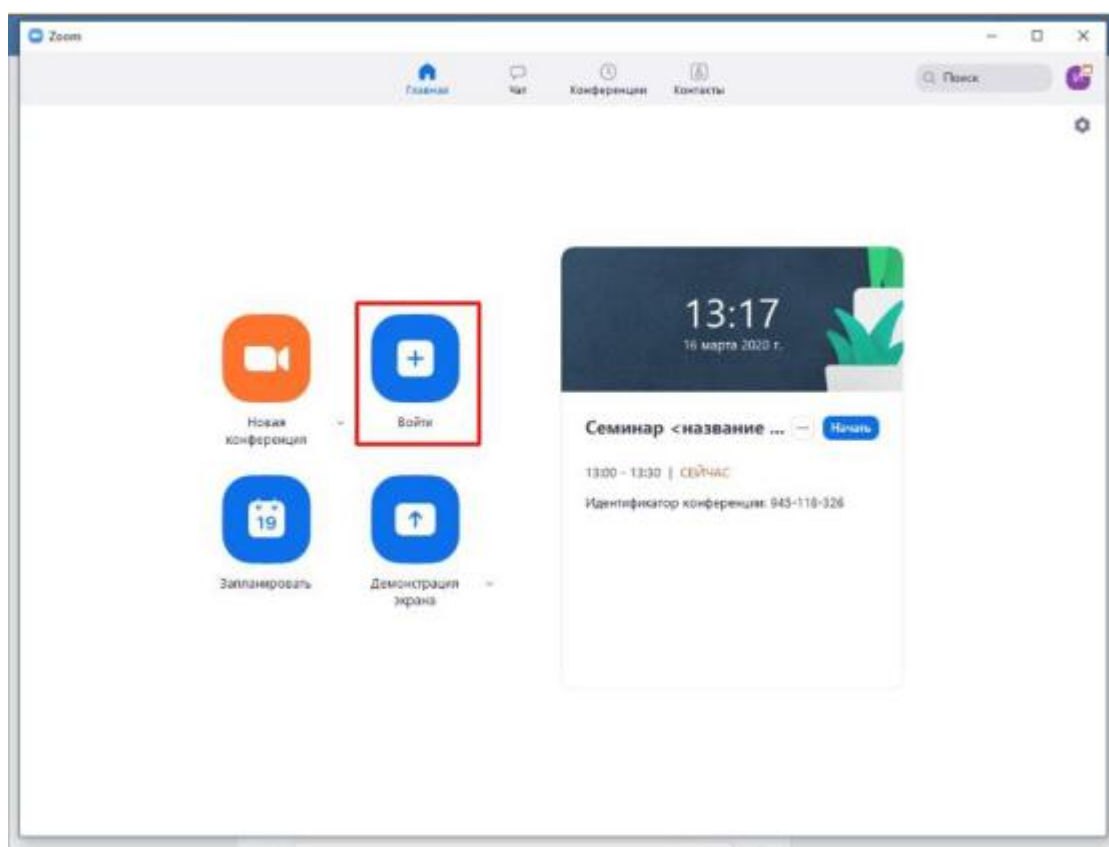 Zoom
Главная
Чат
Конференции
Контакты
Поиск
13:17
16 марта 2020 г.
Новая
конференция
Войти
Семинар <название ...
Начать
13:00 - 13:30 | СЕЙЧАС
Идентификатор конференции: 945-118-326
19
Запланировать
Демонстрация
экрана